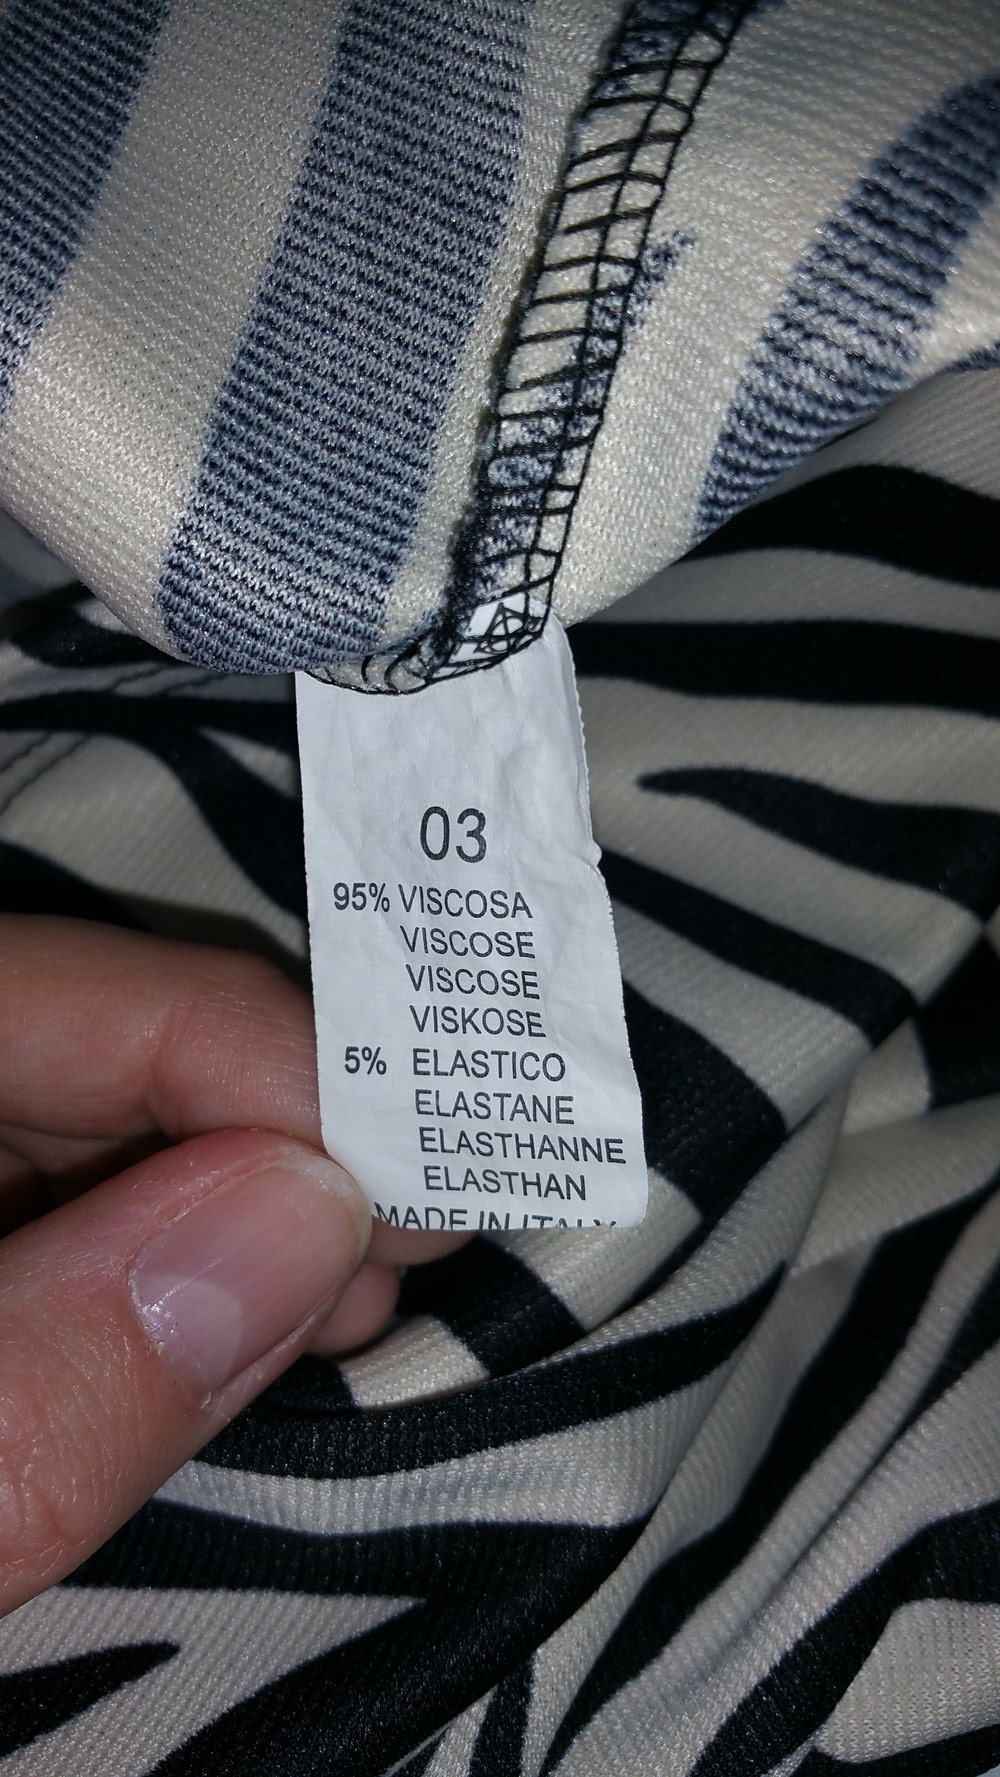 03
95% VISCOSA
VISCOSE
VISCOSE
VISKOSE
5% ELASTICO
ELASTANE
ELASTHANNE
ELASTHAN
MADE IN ITALY